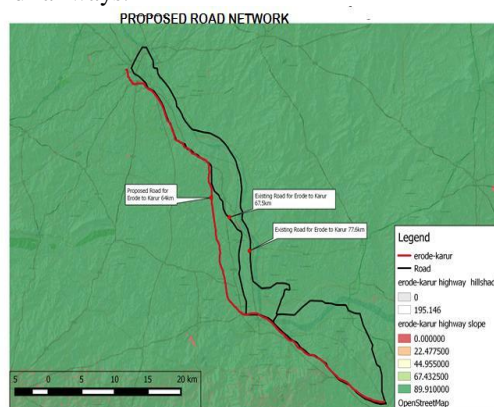 PROPOSED ROAD NETWORK
Proposed Road for
Erode to Karur 64km
Existing Road for Erode to Karur
67.5km
Existing Road for Erode to Karur 77.6km
Legend
erode-karur
Road
erode-karur highway hillshad
0
195.146
erode-karur highway slope
0.000000
22.477500
44.955000
67.432500
89.910000
OpenStreetMap
5 0 5 10 15 20 km